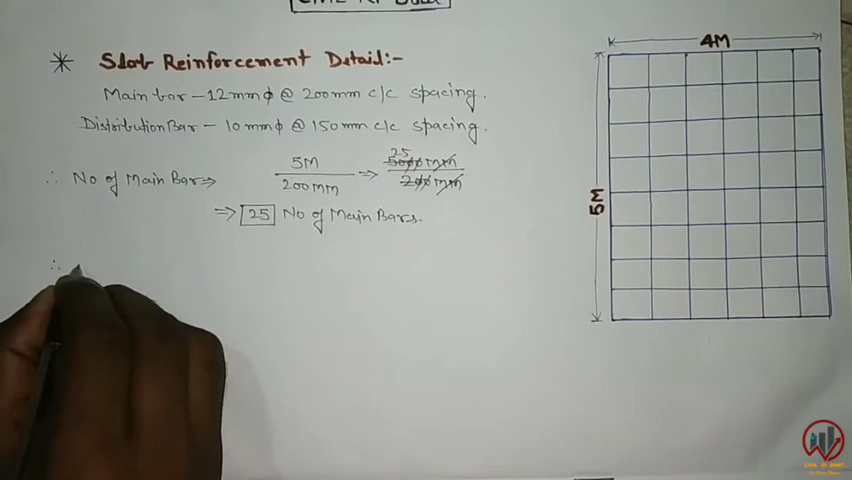 4M
* Slab Reinforcement Detail:-
Main bar - 12mmϕ @ 200mm c/c spacing.
Distribution Bar - 10mmϕ @ 150mm c/c spacing.
∴ No of Main Bar ⇒ 5M / 200mm ⇒ 25 5000mm / 200mm
⇒ 25 No of Main Bars.
∴
5M